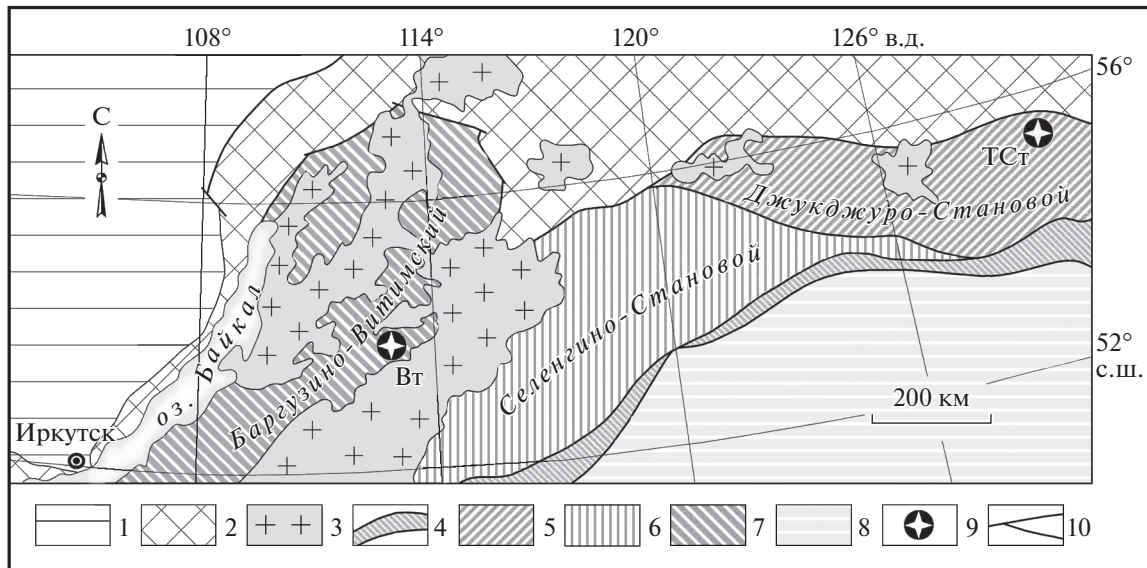 108°
114°
120°
126° в.д.
56°
С
ТСт
Джукджуро-Становой
Баргузино-Витимский
Селенгино-Становой
оз. Байкал
Вт
52°
с.ш.
200 км
Иркутск
1
2
3
4
5
6
7
8
9
10